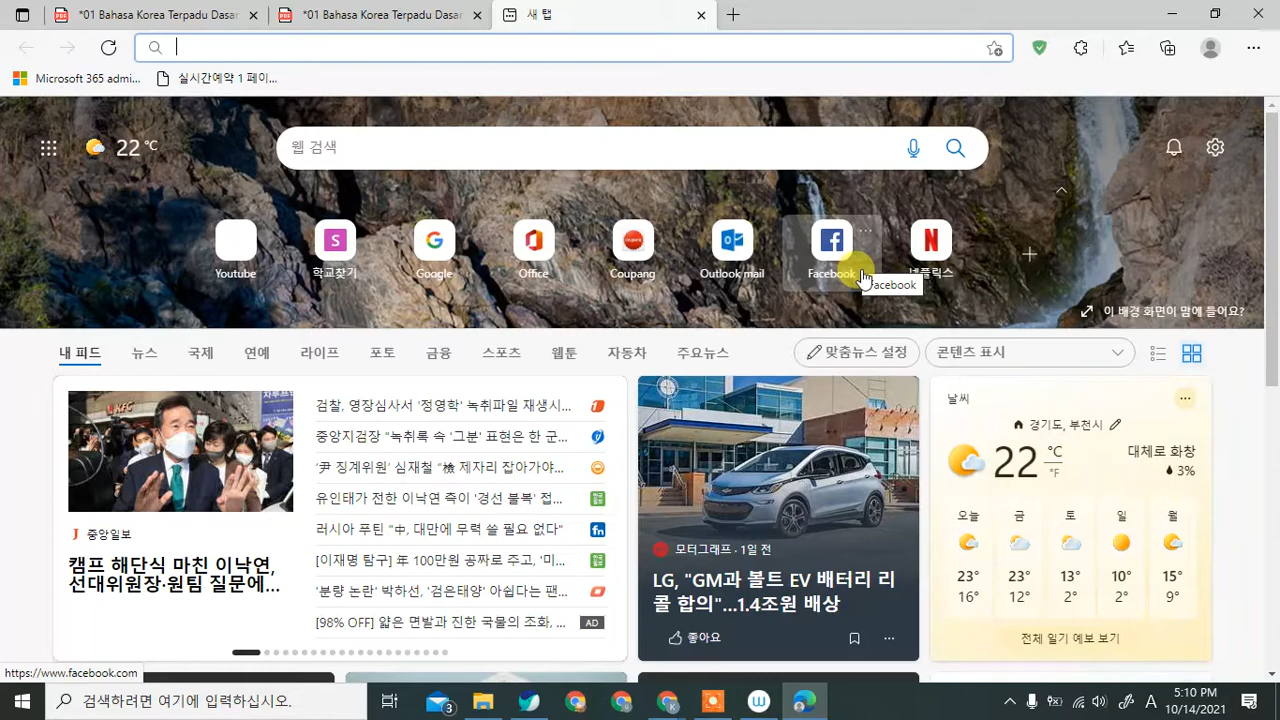 *01 Bahasa Korea Terpadu Dasar
*01 Bahasa Korea Terpadu Dasar
새 탭
Microsoft 365 admi...
실시간예약 1 페이...
22 ℃
웹 검색
Youtube
학교찾기
Google
Office
Coupang
Outlook mail
Facebook
넷플릭스
Facebook
이 배경 화면이 맘에 들어요?
내 피드
뉴스
국제
연예
라이프
포토
금융
스포츠
웹툰
자동차
주요뉴스
맞춤뉴스 설정
콘텐츠 표시
중앙일보
캠프 해단식 마친 이낙연,
선대위원장·원팀 질문에...
검찰, 영장심사서 '정영학' 녹취파일 재생시...
중앙지검장 "녹취록 속 '그분' 표현은 한 군...
'尹 징계위원' 심재철 "檢 제자리 잡아가야...
유인태가 전한 이낙연 측이 '경선 불복' 접...
러시아 푸틴 "中, 대만에 무력 쓸 필요 없다"
[이재명 탐구] 年 100만원 공짜로 주고, '미...
'분량 논란' 박하선, '검은태양' 아쉽다는 팬...
[98% OFF] 얇은 면발과 진한 국물의 조화, ...
AD
모터그래프 · 1일 전
LG, "GM과 볼트 EV 배터리 리
콜 합의"...1.4조원 배상
좋아요
날씨
경기도, 부천시
22
°C
°F
대체로 화창
3%
오늘 금 토 일 월
23° 23° 13° 10° 15°
16° 12° 2° 2° 9°
전체 일기 예보 보기
https://www.facebook.com
검색하려면 여기에 입력하십시오.
3
A
5:10 PM
10/14/2021